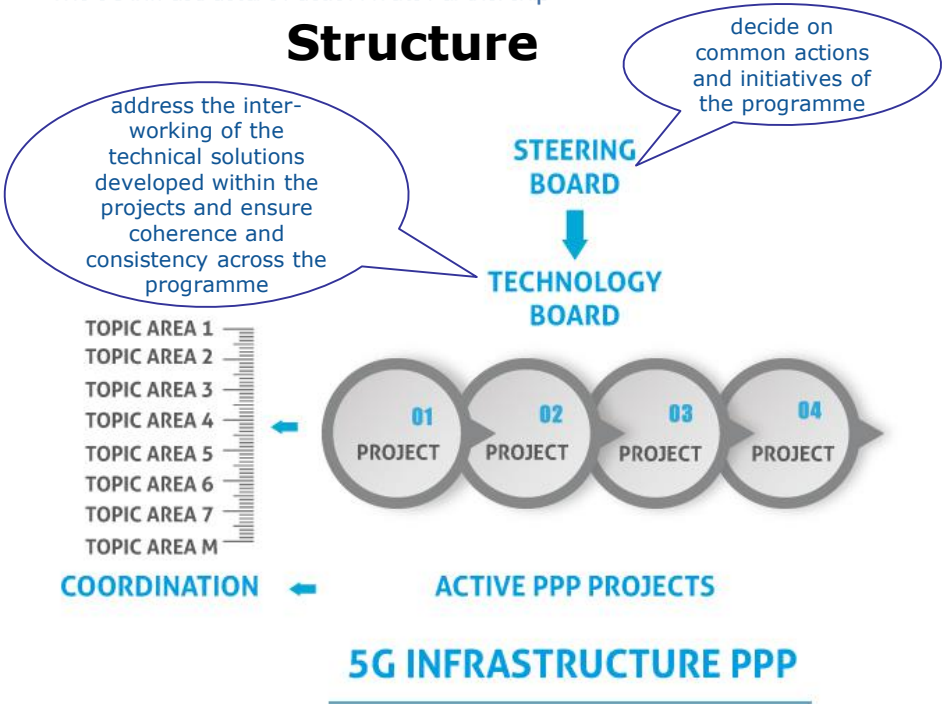 Structure
decide on
common actions
and initiatives of
the programme
address the inter-
working of the
technical solutions
developed within the
projects and ensure
coherence and
consistency across the
programme
STEERING
BOARD
TECHNOLOGY
BOARD
TOPIC AREA 1
TOPIC AREA 2
TOPIC AREA 3
TOPIC AREA 4
TOPIC AREA 5
TOPIC AREA 6
TOPIC AREA 7
TOPIC AREA M
01
PROJECT
02
PROJECT
03
PROJECT
04
PROJECT
COORDINATION
ACTIVE PPP PROJECTS
5G INFRASTRUCTURE PPP